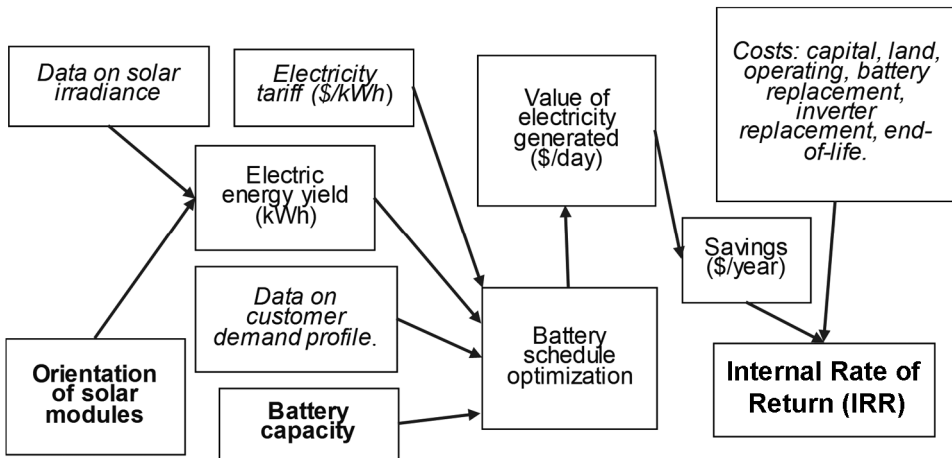 Data on solar
irradiance
Electricity
tariff ($/kWh)
Value of
electricity
generated
($/day)
Costs: capital, land,
operating, battery
replacement,
inverter
replacement, end-
of-life.
Electric
energy yield
(kWh)
Savings
($/year)
Data on
customer
demand profile.
Battery
schedule
optimization
Orientation
of solar
modules
Battery
capacity
Internal Rate of
Return (IRR)